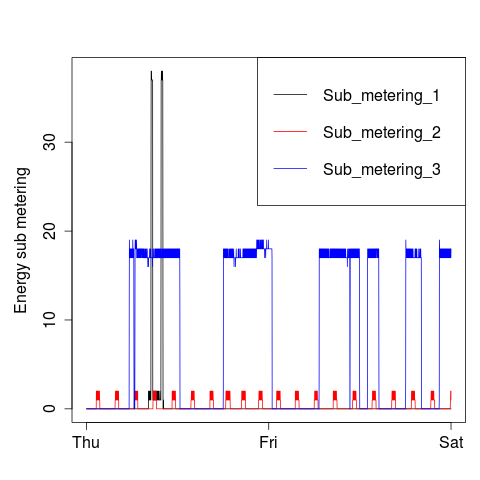 Sub_metering_1
Sub_metering_2
Sub_metering_3
Energy sub metering
30
20
10
0
Thu Fri Sat